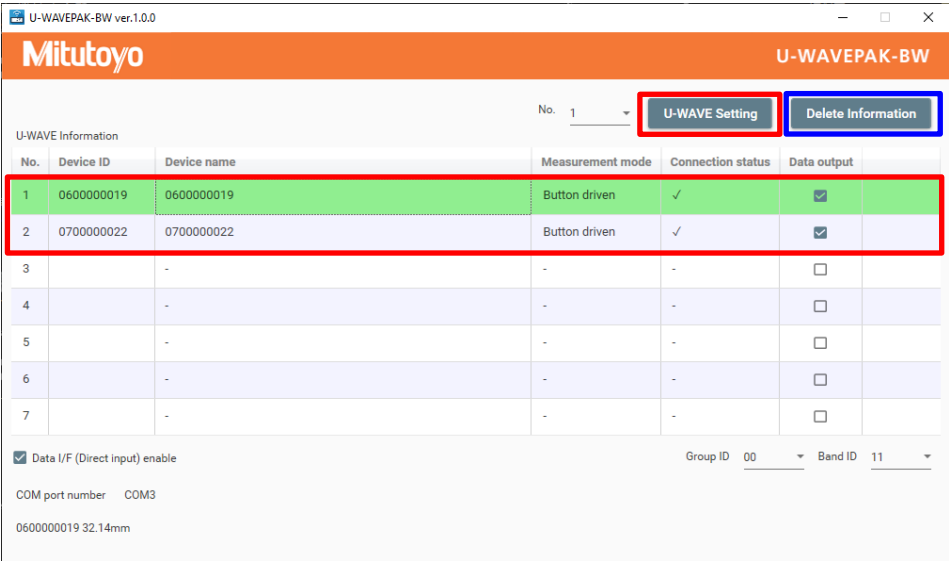 U-WAVEPAK-BW ver.1.0.0
Mitutoyo
U-WAVEPAK-BW
No. 1 U-WAVE Setting Delete Information
U-WAVE Information
No. Device ID Device name Measurement mode Connection status Data output
1 0600000019 0600000019 Button driven ✓
2 0700000022 0700000022 Button driven ✓
3 - - -
4 - - -
5 - - -
6 - - -
7 - - -
Data I/F (Direct input) enable Group ID 00 Band ID 11
COM port number COM3
0600000019 32.14mm